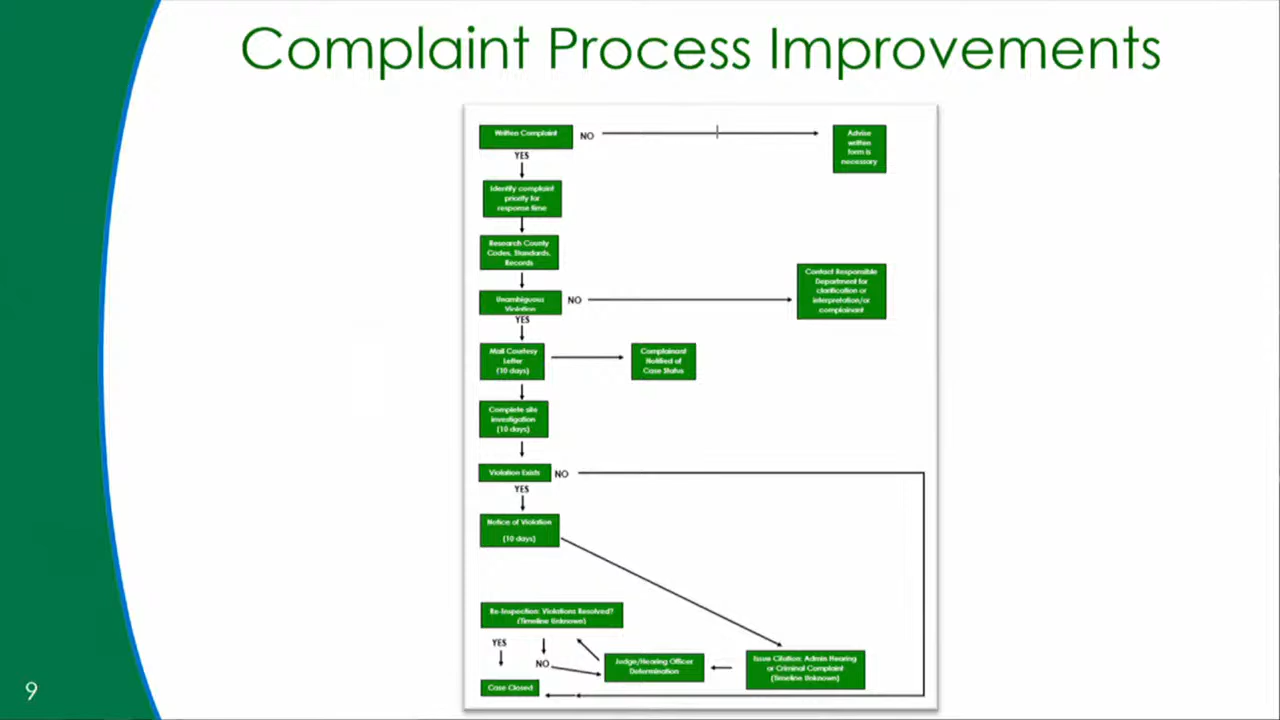 Complaint Process Improvements
Written Complaint
NO
Advise
written
form is
necessary
YES
Identify complaint
priority for
response time
Research County
Codes, Standards,
Records
Unambiguous
Violation
NO
Contact Responsible
Department for
clarification or
interpretation/or
complainant
YES
Mail Courtesy
Letter
(10 days)
Complainant
Notified of
Case Status
Complete site
investigation
(10 days)
Violation Exists
NO
YES
Notice of Violation
(10 days)
Re-Inspection: Violations Resolved?
(Timeline Unknown)
YES
NO
Judge/Hearing Officer
Determination
Issue Citation: Admin Hearing
or Criminal Complaint
(Timeline Unknown)
Case Closed
9